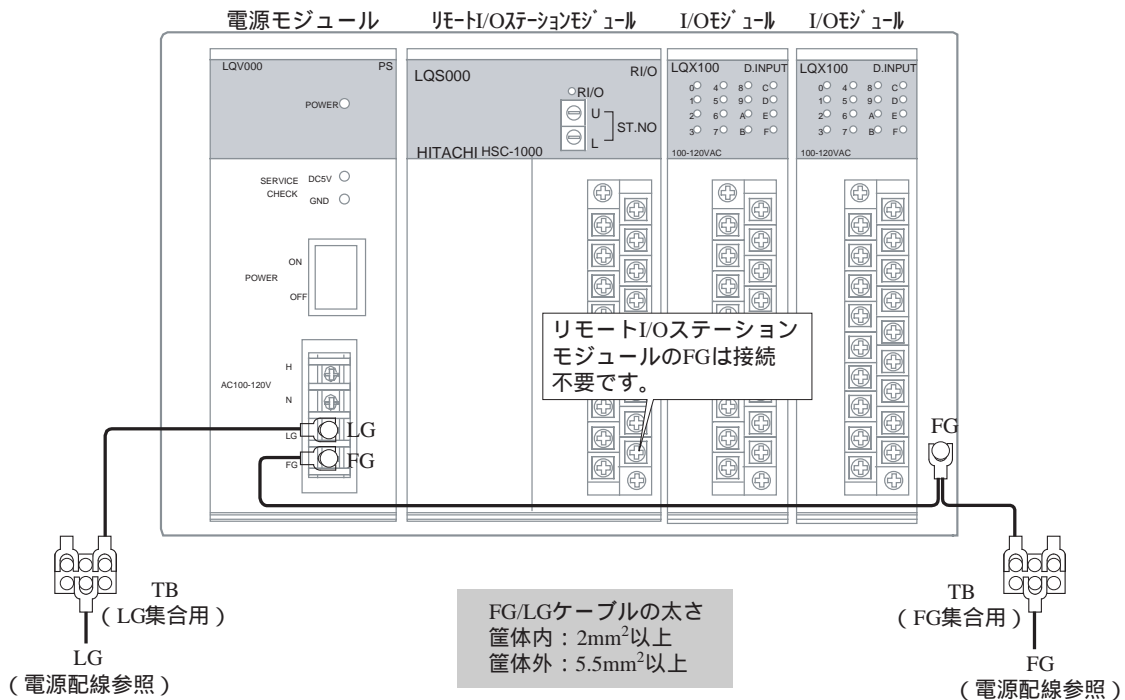 電源モジュール
リモートI/Oステーションモジュール
I/Oモジュール
I/Oモジュール
LQV000 PS
POWER
SERVICE CHECK
DC5V
GND
POWER
ON
OFF
AC100-120V
H
N
LG
FG
LG
FG
LQS000
RI/O
RI/O
U
L
ST.NO
HITACHI HSC-1000
LQX100 D.INPUT
0 4 8 C
1 5 9 D
2 6 A E
3 7 B F
100-120VAC
LQX100 D.INPUT
0 4 8 C
1 5 9 D
2 6 A E
3 7 B F
100-120VAC
リモートI/Oステーション
モジュールのFGは接続
不要です。
FG
TB
(LG集合用)
LG
(電源配線参照)
FG/LGケーブルの太さ
筐体内:2mm²以上
筐体外:5.5mm²以上
TB
(FG集合用)
FG
(電源配線参照)